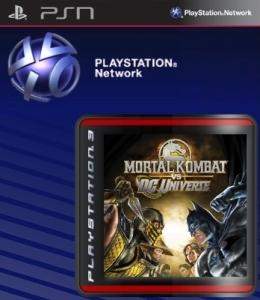 PSN
PlayStation®Network
PLAYSTATION®
Network
PLAYSTATION 3
MORTAL KOMBAT
VS
DC UNIVERSE